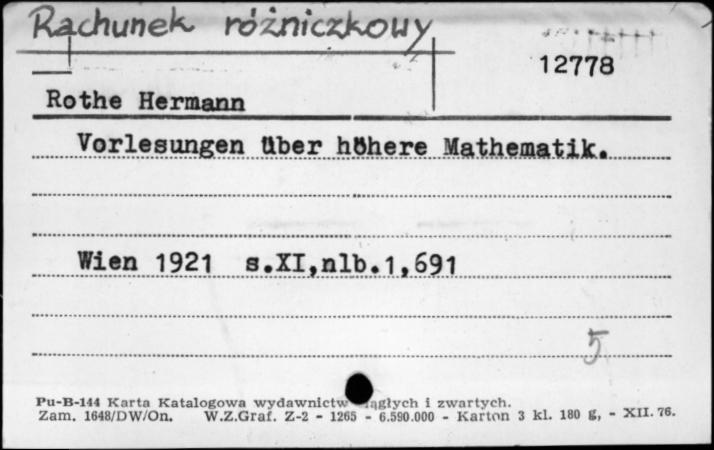 Rachunek różniczkowy
12778
Rothe Hermann
Vorlesungen über höhere Mathematik.
Wien 1921 s.XI,nlb.1,691
5
Pu-B-144 Karta Katalogowa wydawnictw ciągłych i zwartych.
Zam. 1648/DW/On. W.Z.Graf. Z-2 - 1265 - 6.590.000 - Karton 3 kl. 180 g, - XII. 76.